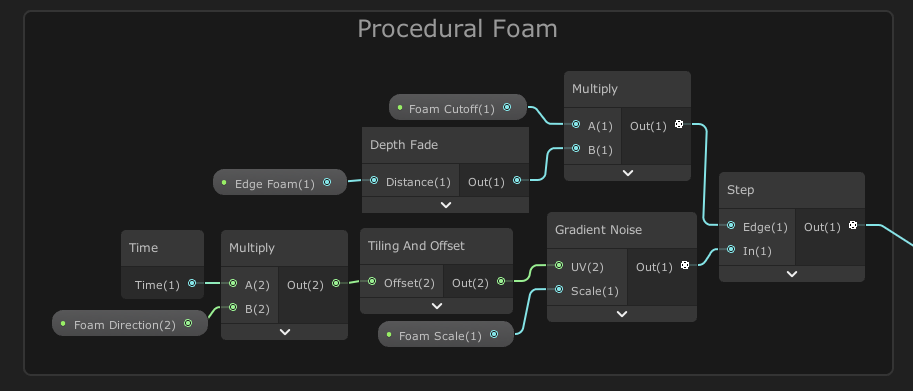 Procedural Foam
Multiply
Foam Cutoff(1)
A(1) Out(1)
B(1)
Depth Fade
Edge Foam(1)
Distance(1) Out(1)
Step
Edge(1) Out(1)
In(1)
Time
Time(1)
Multiply
A(2) Out(2)
B(2)
Foam Direction(2)
Tiling And Offset
Offset(2) Out(2)
Gradient Noise
UV(2) Out(1)
Scale(1)
Foam Scale(1)